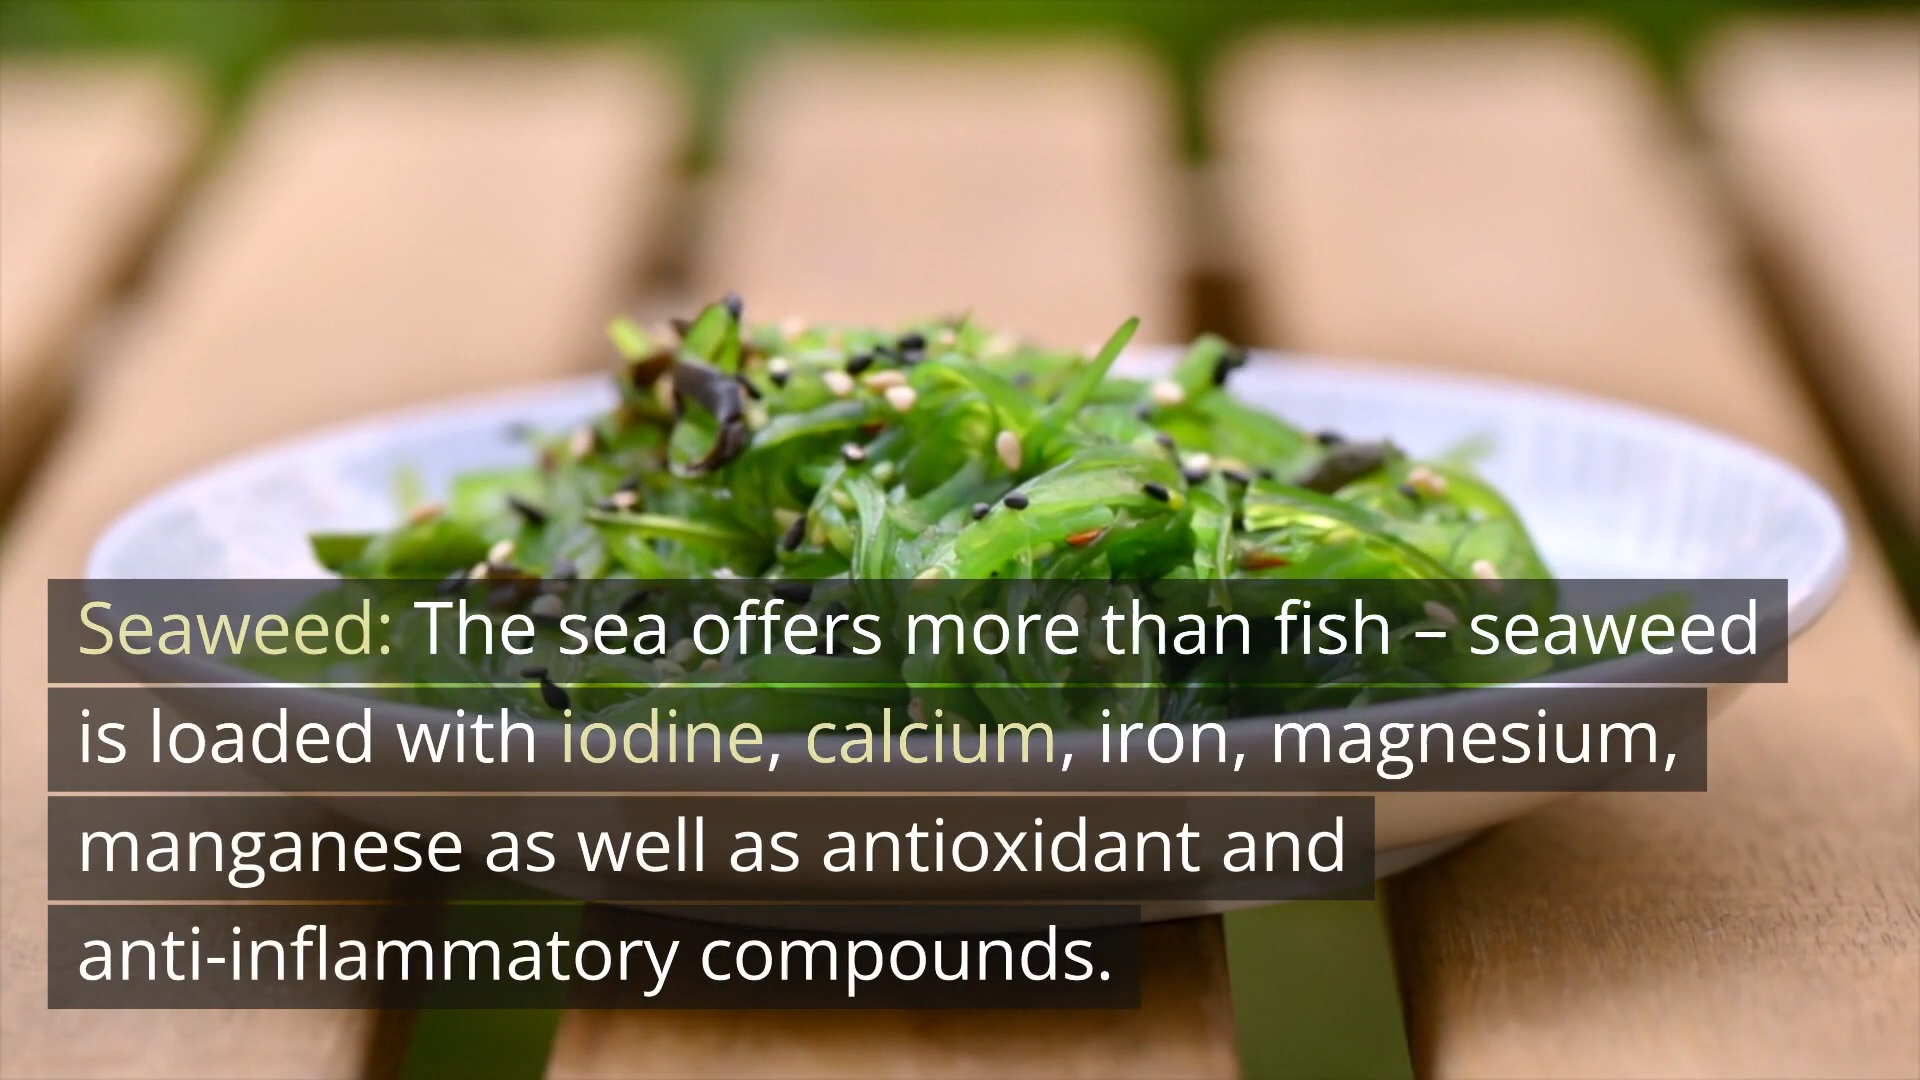 Seaweed: The sea offers more than fish – seaweed
is loaded with iodine, calcium, iron, magnesium,
manganese as well as antioxidant and
anti-inflammatory compounds.